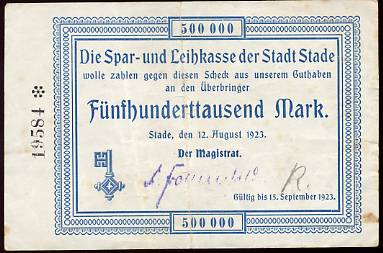 500 000
Die Spar- und Leihkasse der Stadt Stade
wolle zahlen gegen diesen Scheck aus unserem Guthaben
an den Überbringer
Fünfhunderttausend Mark.
Stade, den 12. August 1923.
Der Magistrat.
R.
Gültig bis 15. September 1923.
500 000
19584